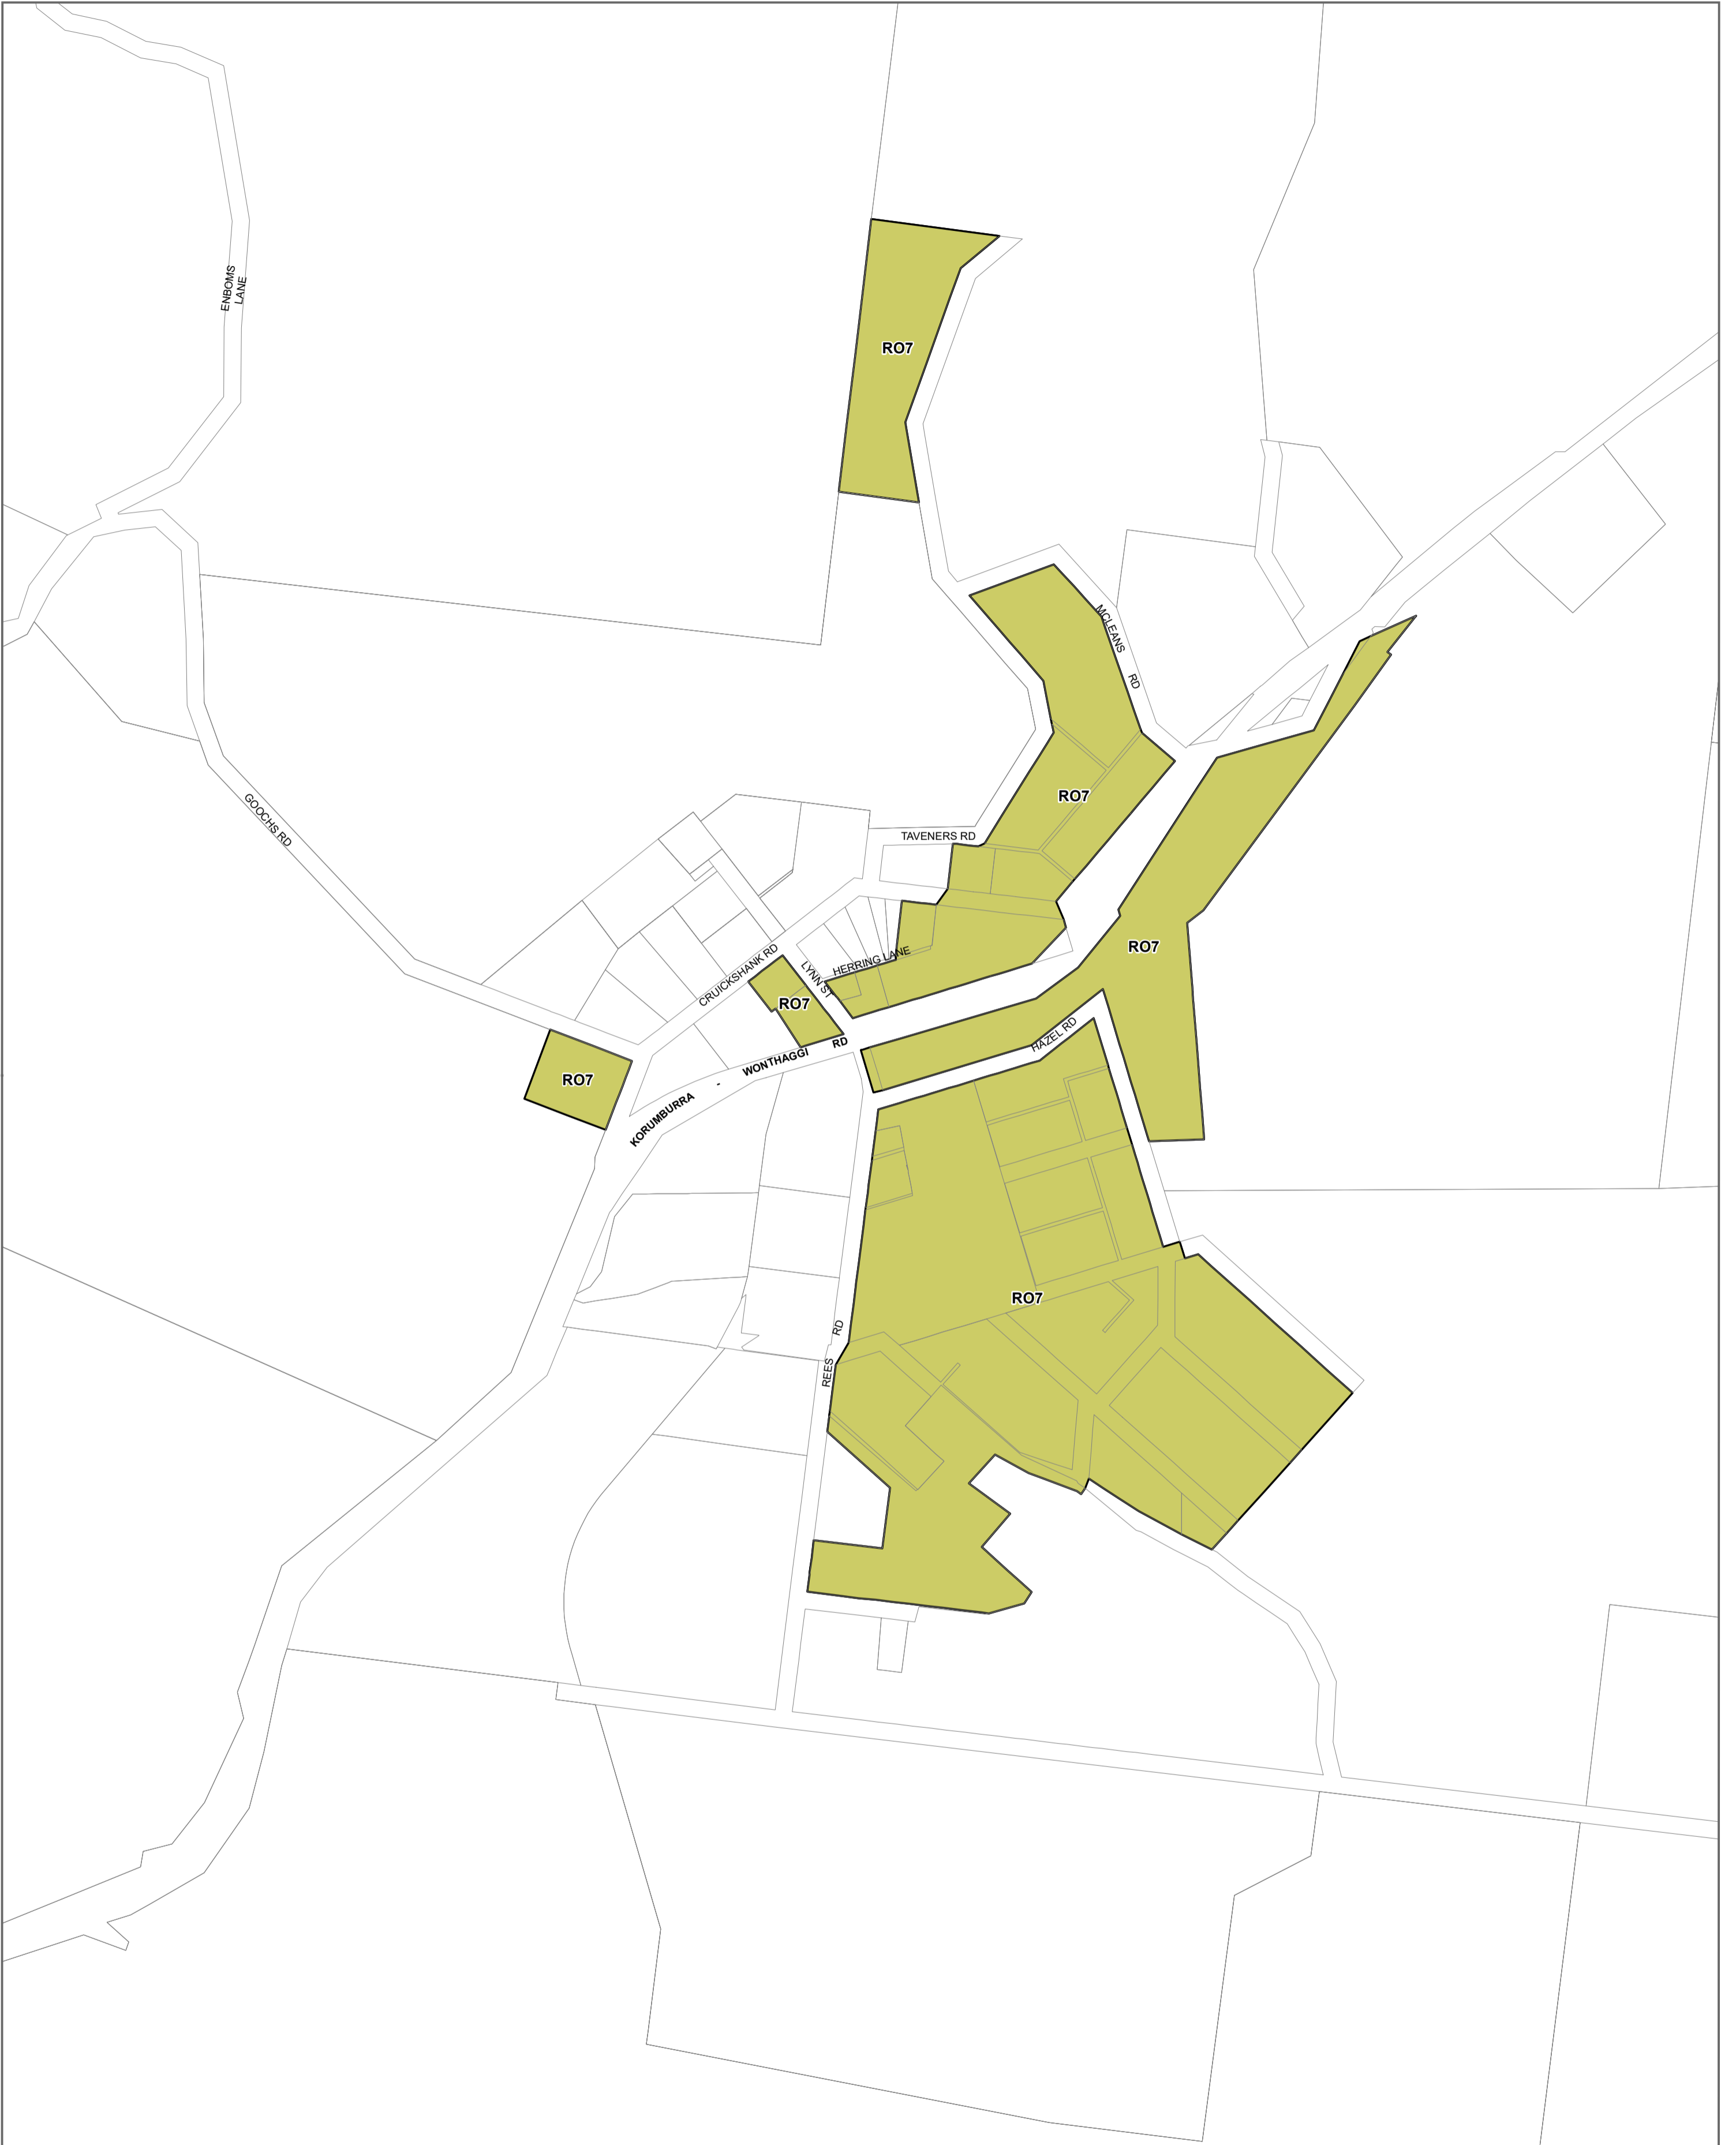 ENBOMS
LANE
RO7
MCLEANS
RD
RO7
GOOCHS RD
TAVENERS RD
RO7
CRUICKSHANK RD
LYNN ST
HERRING LANE
RO7
HAZEL RD
RO7
KORUMBURRA - WONTHAGGI RD
RO7
REES RD